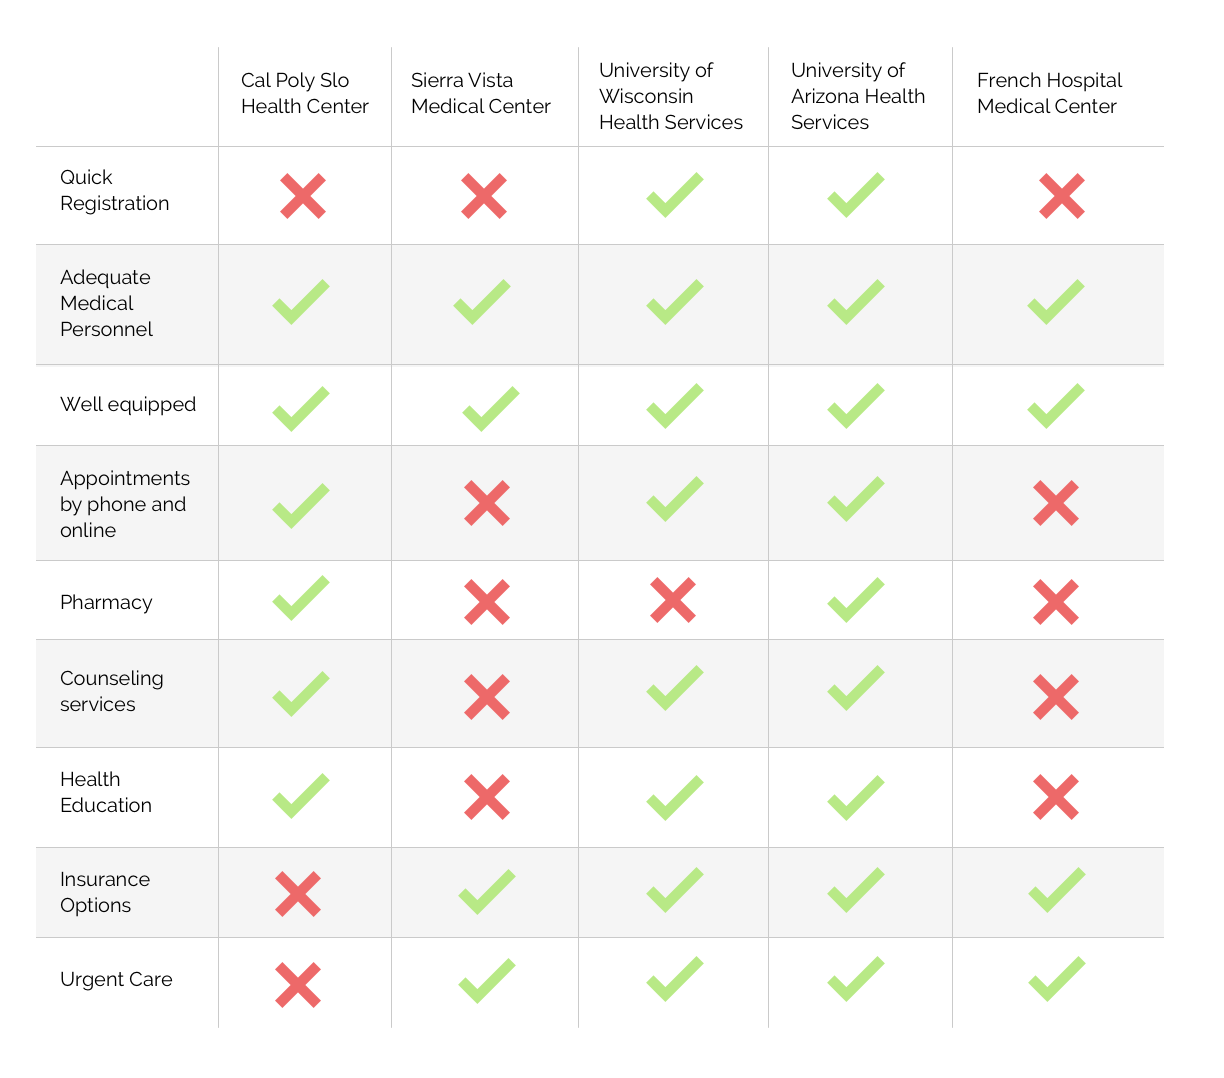 Cal Poly Slo
Health Center
Sierra Vista
Medical Center
University of
Wisconsin
Health Services
University of
Arizona Health
Services
French Hospital
Medical Center
Quick
Registration
Adequate
Medical
Personnel
Well equipped
Appointments
by phone and
online
Pharmacy
Counseling
services
Health
Education
Insurance
Options
Urgent Care